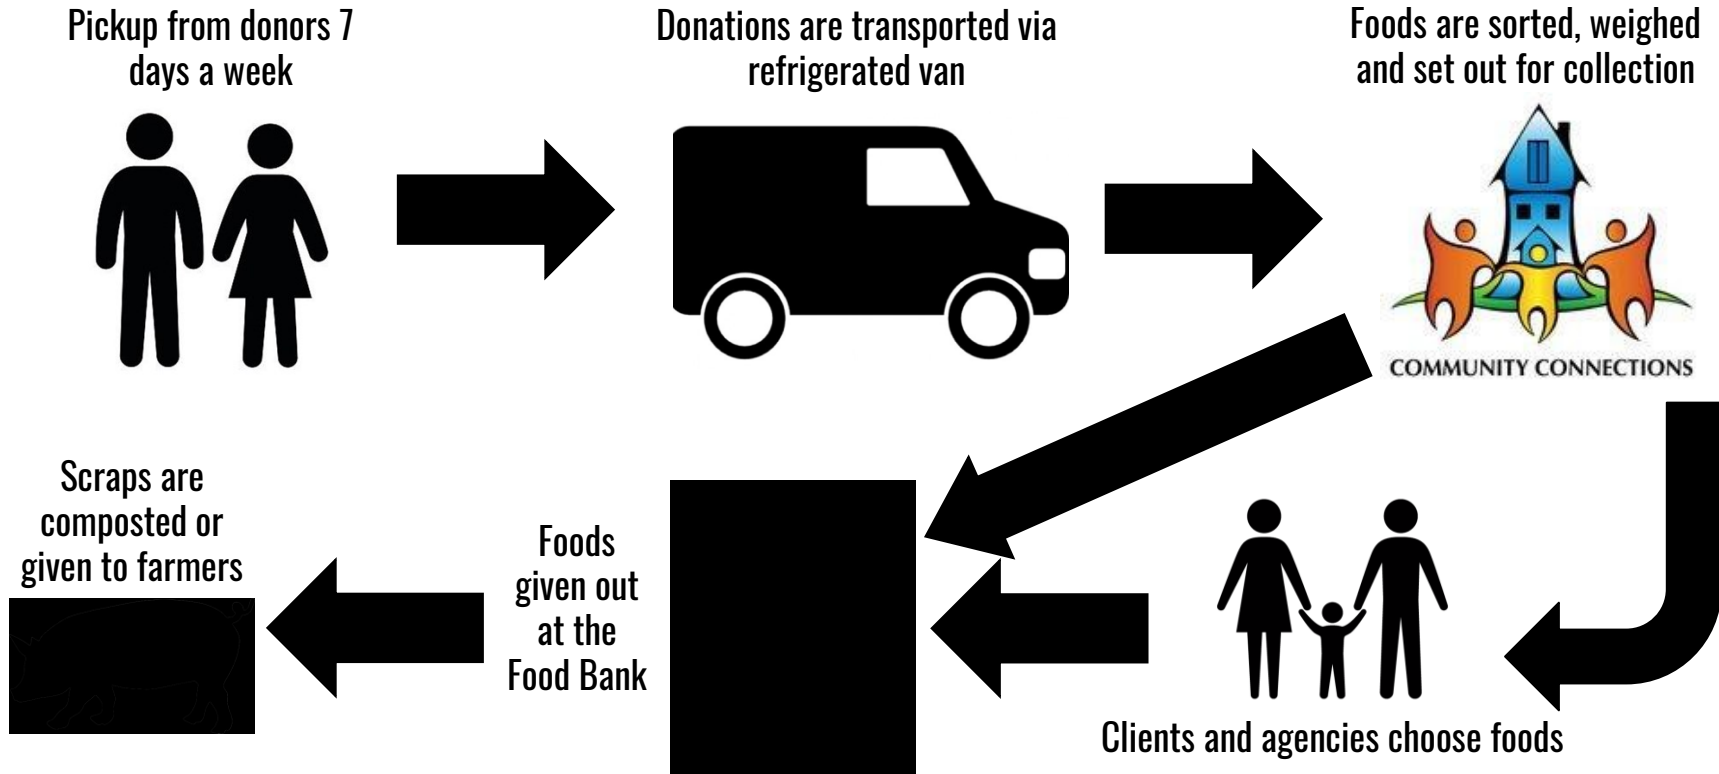 Pickup from donors 7
days a week
Donations are transported via
refrigerated van
Foods are sorted, weighed
and set out for collection
COMMUNITY CONNECTIONS
Clients and agencies choose foods
Foods
given out
at the
Food Bank
Scraps are
composted or
given to farmers